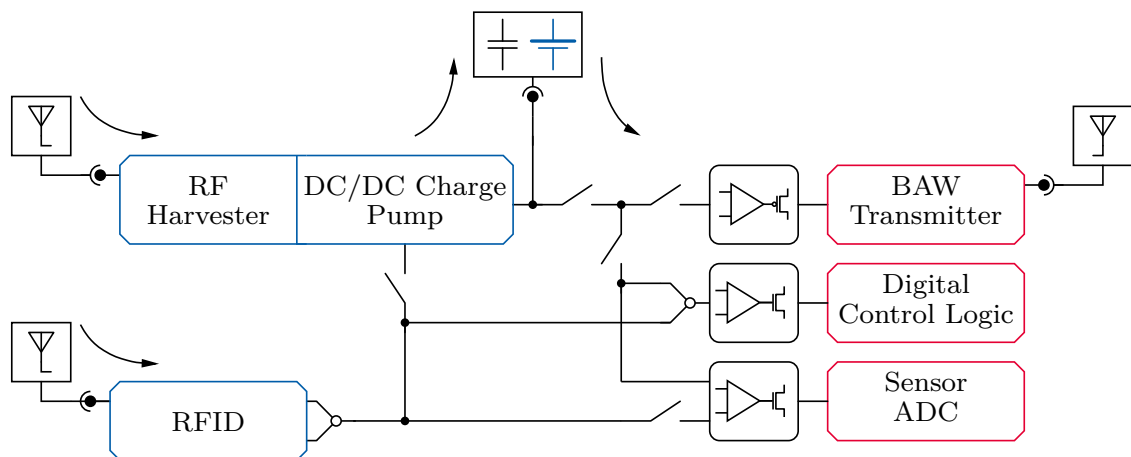 RF
Harvester
DC/DC Charge
Pump
BAW
Transmitter
Digital
Control Logic
RFID
Sensor
ADC